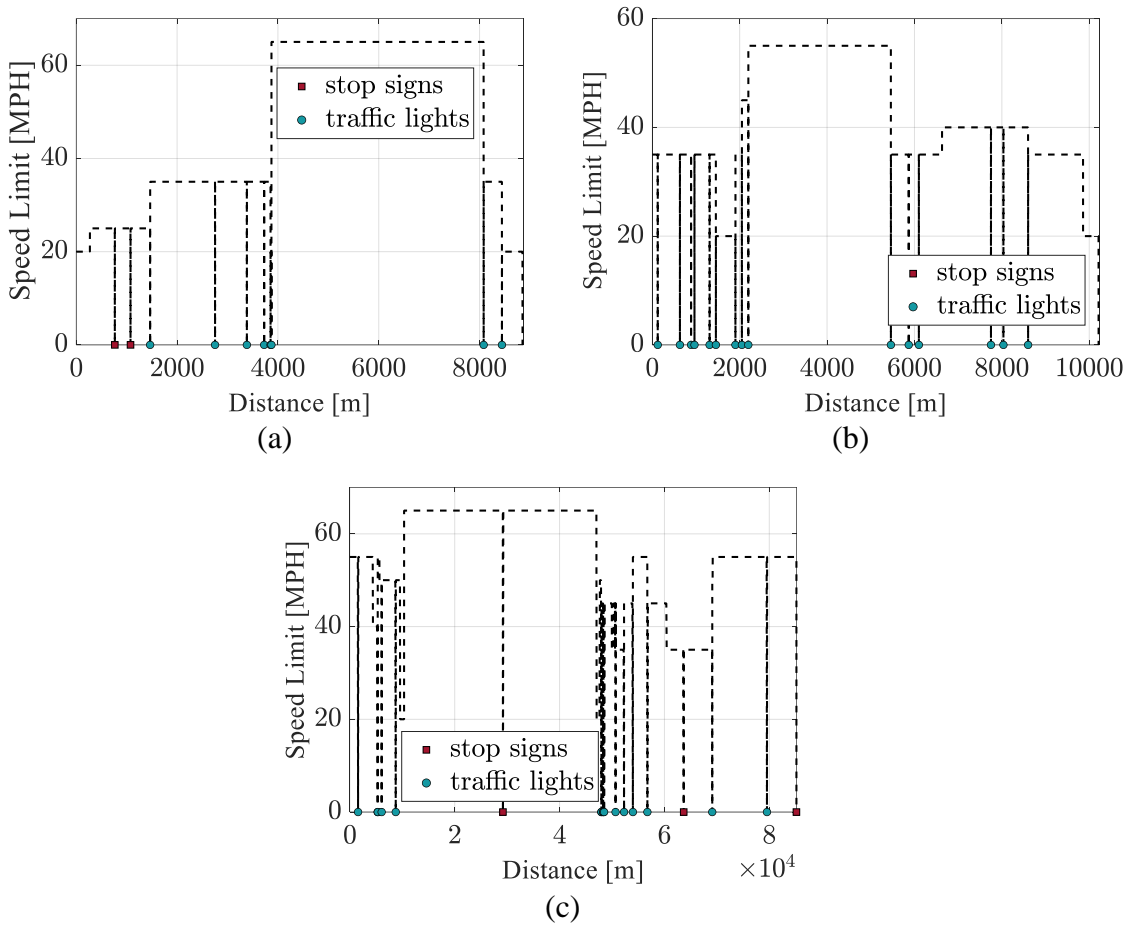 60
40
20
0
Speed Limit [MPH]
stop signs
traffic lights
0 2000 4000 6000 8000
Distance [m]
(a)
60
40
20
0
Speed Limit [MPH]
stop signs
traffic lights
0 2000 4000 6000 8000 10000
Distance [m]
(b)
60
40
20
0
Speed Limit [MPH]
stop signs
traffic lights
0 2 4 6 8
Distance [m] ×10⁴
(c)